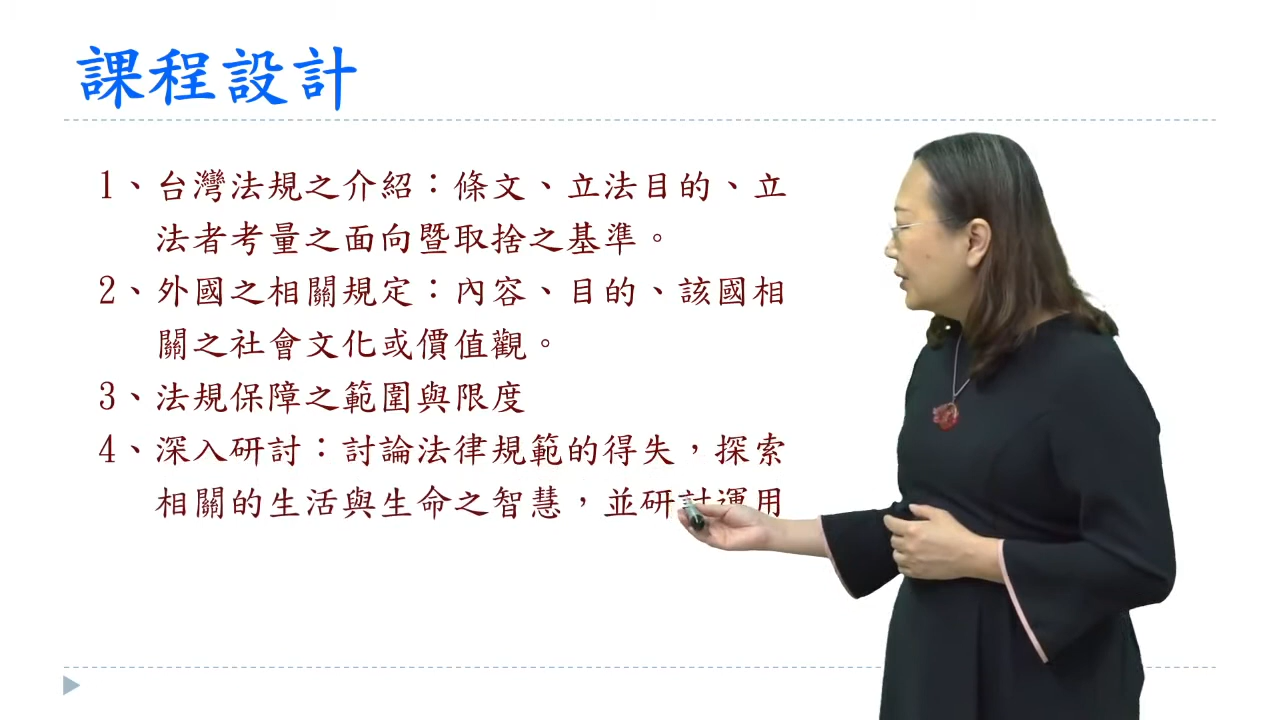 課程設計
1、台灣法規之介紹：條文、立法目的、立
法者考量之面向暨取捨之基準。
2、外國之相關規定：內容、目的、該國相
關之社會文化或價值觀。
3、法規保障之範圍與限度
4、深入研討：討論法律規範的得失，探索
相關的生活與生命之智慧，並研討運用